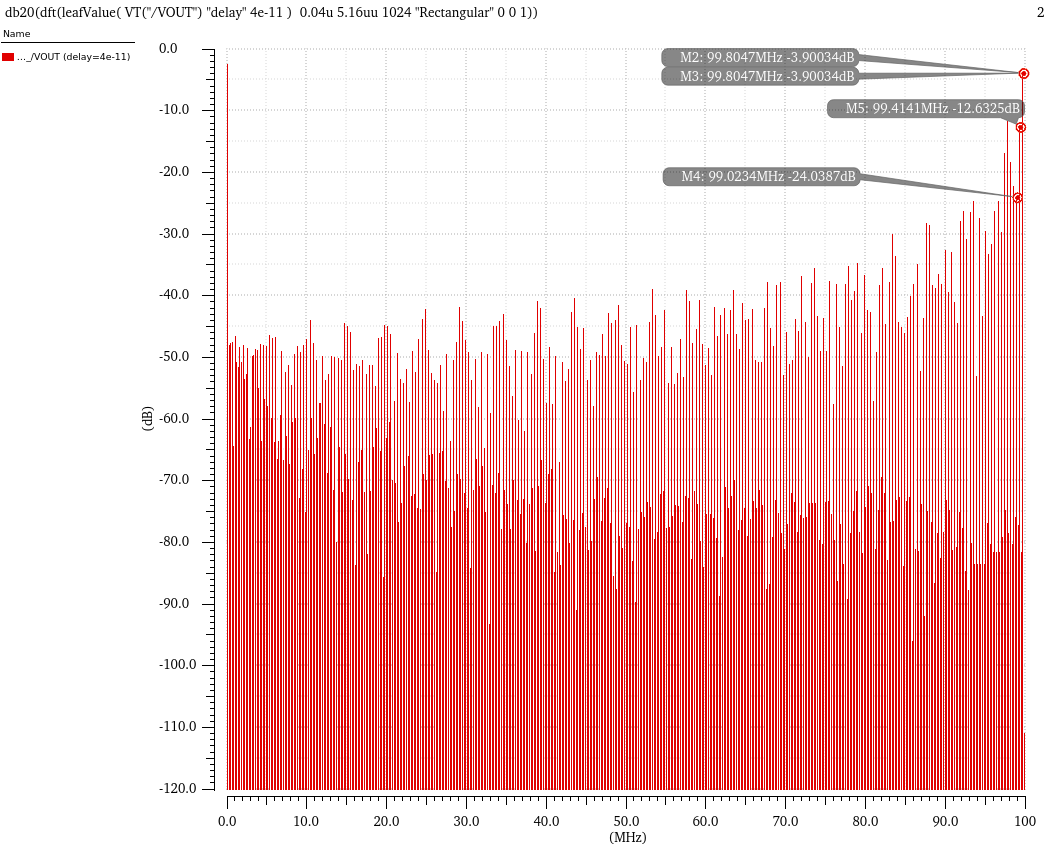 db20(dft(leafValue( VT("/VOUT") "delay" 4e-11 ) 0.04u 5.16uu 1024 "Rectangular" 0 0 1))
2
Name
..._/VOUT (delay=4e-11)
0.0
M2: 99.8047MHz -3.90034dB
M3: 99.8047MHz -3.90034dB
-10.0
M5: 99.4141MHz -12.6325dB
-20.0
M4: 99.0234MHz -24.0387dB
-30.0
-40.0
-50.0
-60.0
(dB)
-70.0
-80.0
-90.0
-100.0
-110.0
-120.0
0.0 10.0 20.0 30.0 40.0 50.0 60.0 70.0 80.0 90.0 100
(MHz)